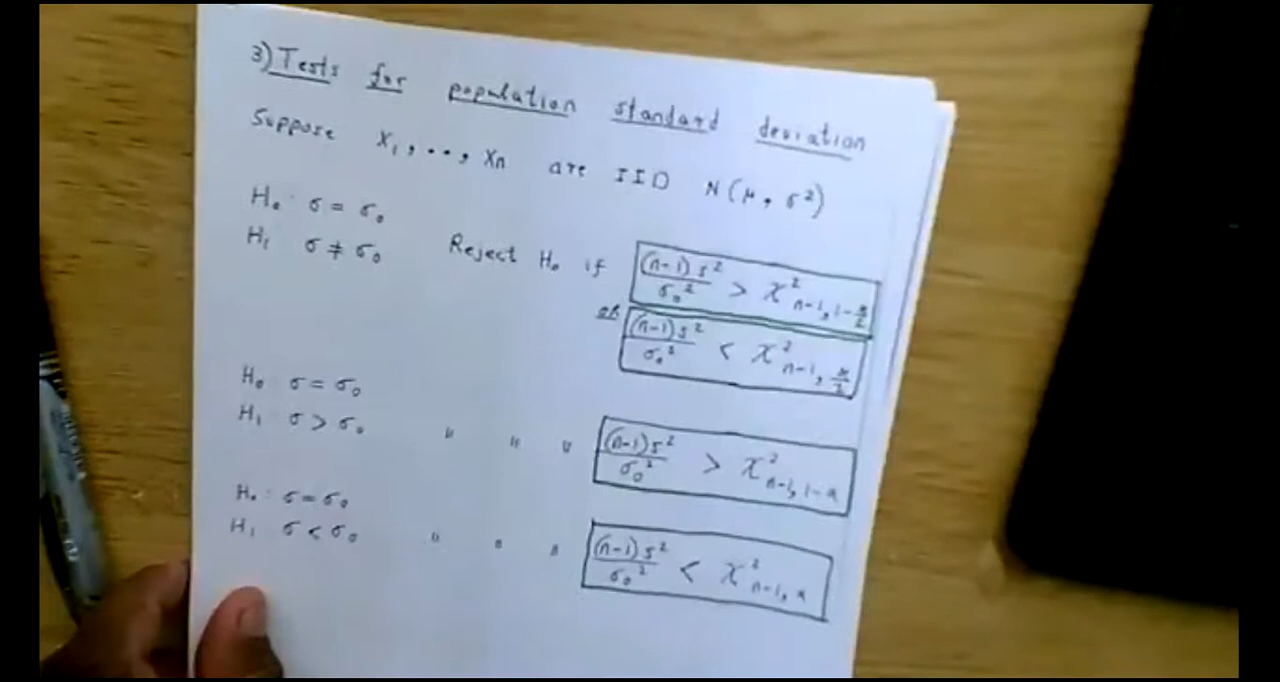 3) Tests for population standard deviation
Suppose X₁, .., Xn are IID N(μ, σ²)
H₀: σ = σ₀
H₁ σ ≠ σ₀ Reject H₀ if (n-1)s²/σ₀² > χ²n-1, 1-α/2
or (n-1)s²/σ₀² < χ²n-1, α/2
H₀ σ = σ₀
H₁ σ > σ₀ " " " (n-1)s²/σ₀² > χ²n-1, 1-α
H₀: σ = σ₀
H₁ σ < σ₀ " " " (n-1)s²/σ₀² < χ²n-1, α